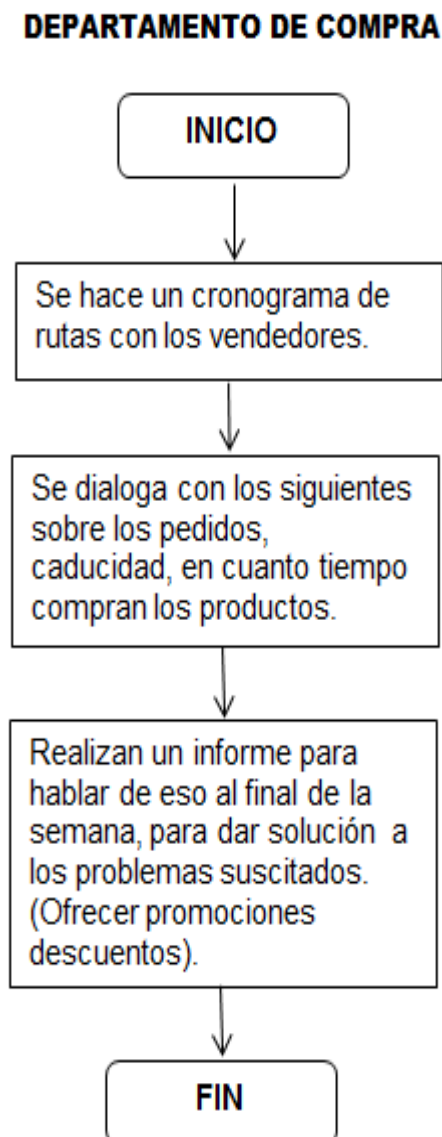 DEPARTAMENTO DE COMPRA
INICIO
Se hace un cronograma de
rutas con los vendedores.
Se dialoga con los siguientes
sobre los pedidos,
caducidad, en cuanto tiempo
compran los productos.
Realizan un informe para
hablar de eso al final de la
semana, para dar solución a
los problemas suscitados.
(Ofrecer promociones
descuentos).
FIN